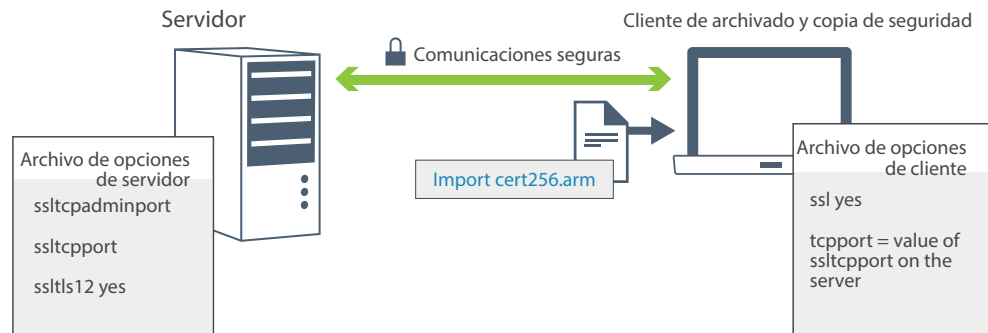 Servidor
Cliente de archivado y copia de seguridad
Comunicaciones seguras
Archivo de opciones
de servidor
ssltcpadminport
ssltcpport
ssltls12 yes
Import cert256.arm
Archivo de opciones
de cliente
ssl yes
tcpport = value of
ssltcpport on the
server